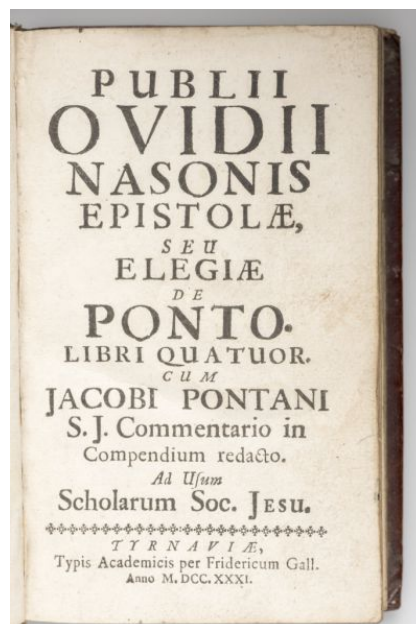 PUBLII
OVIDII
NASONIS
EPISTOLÆ,
SEU
ELEGIÆ
DE
PONTO.
LIBRI QUATUOR.
CUM
JACOBI PONTANI
S. J. Commentario in
Compendium redacto.
Ad Uſum
Scholarum Soc. JESU.
TYRNAVIÆ,
Typis Academicis per Fridericum Gall.
Anno M. DCC. XXXI.